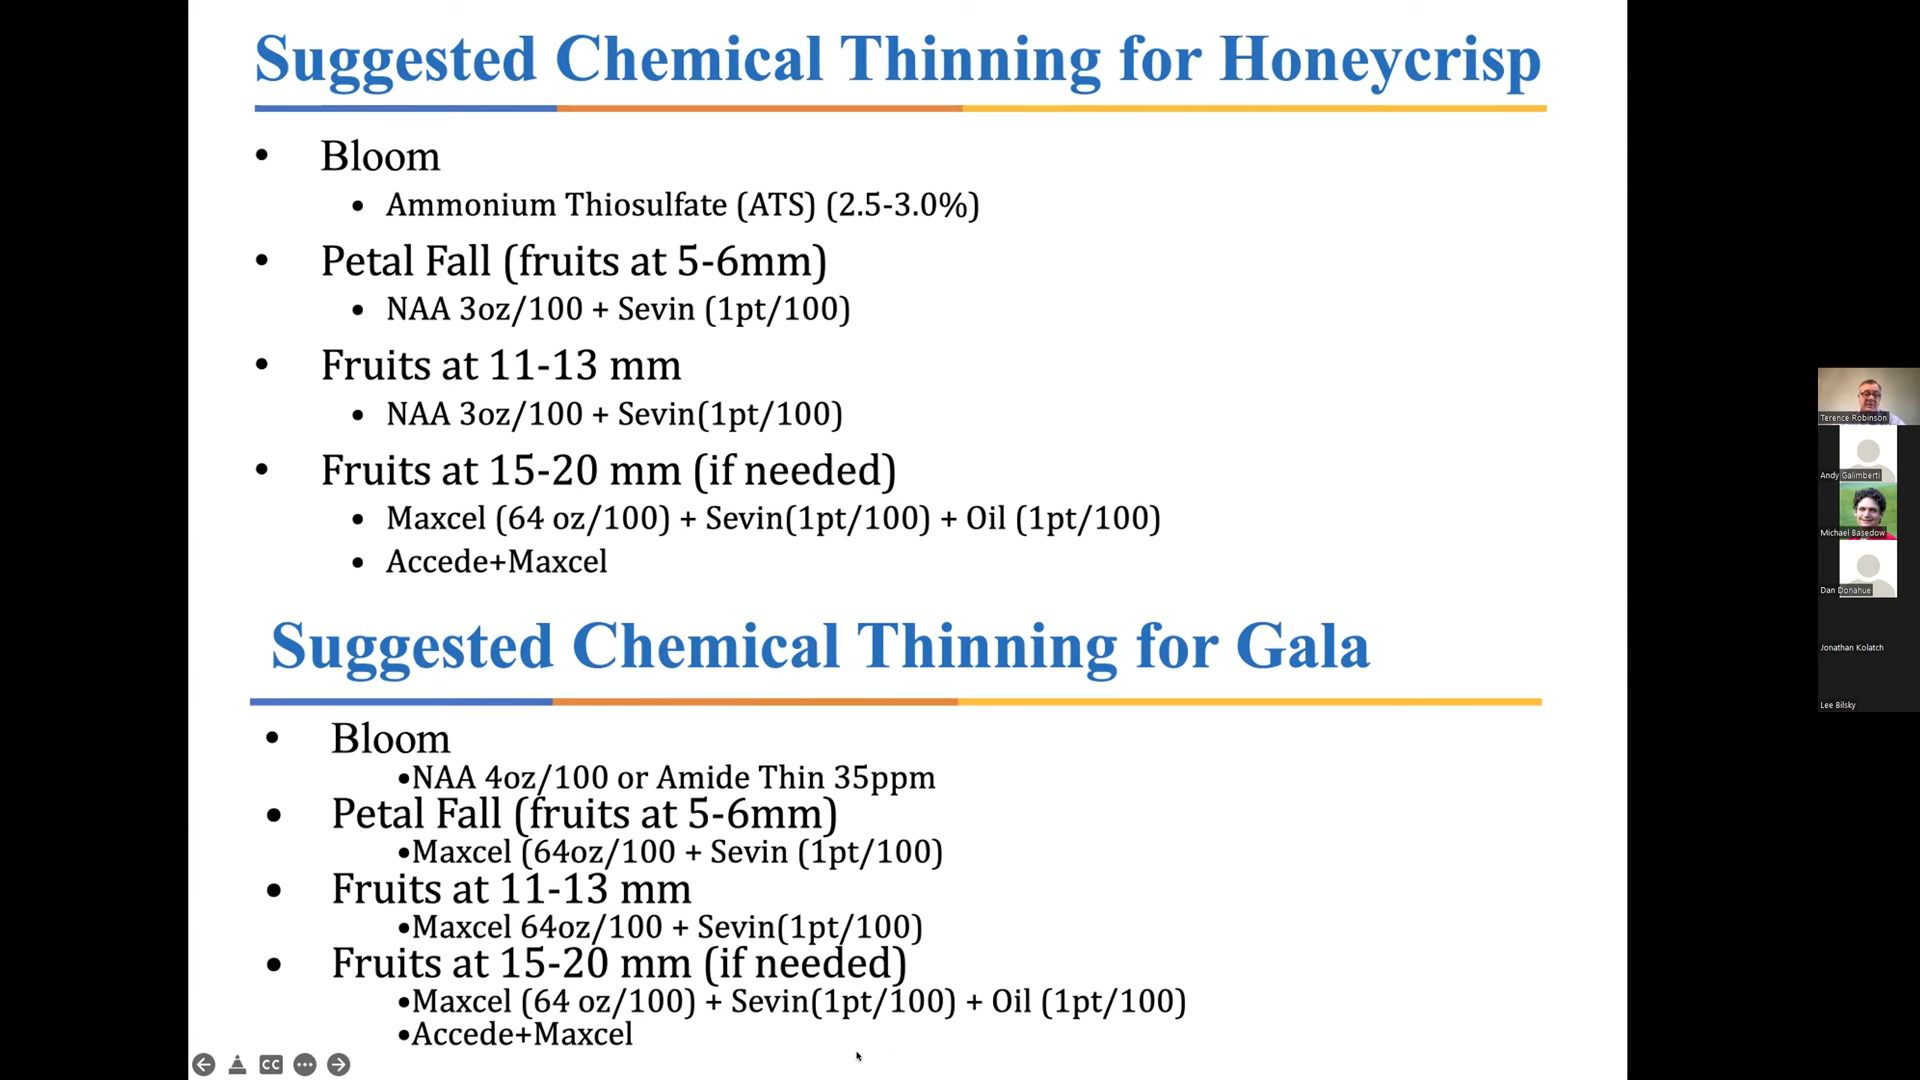 Suggested Chemical Thinning for Honeycrisp
• Bloom
• Ammonium Thiosulfate (ATS) (2.5-3.0%)
• Petal Fall (fruits at 5-6mm)
• NAA 3oz/100 + Sevin (1pt/100)
• Fruits at 11-13 mm
• NAA 3oz/100 + Sevin(1pt/100)
• Fruits at 15-20 mm (if needed)
• Maxcel (64 oz/100) + Sevin(1pt/100) + Oil (1pt/100)
• Accede+Maxcel
Suggested Chemical Thinning for Gala
• Bloom
•NAA 4oz/100 or Amide Thin 35ppm
• Petal Fall (fruits at 5-6mm)
•Maxcel (64oz/100 + Sevin (1pt/100)
• Fruits at 11-13 mm
•Maxcel 64oz/100 + Sevin(1pt/100)
• Fruits at 15-20 mm (if needed)
•Maxcel (64 oz/100) + Sevin(1pt/100) + Oil (1pt/100)
•Accede+Maxcel
CC
Terence Robinson
Andy Galimberti
Michael Basedow
Dan Donahue
Jonathan Kolatch
Lee Bilsky